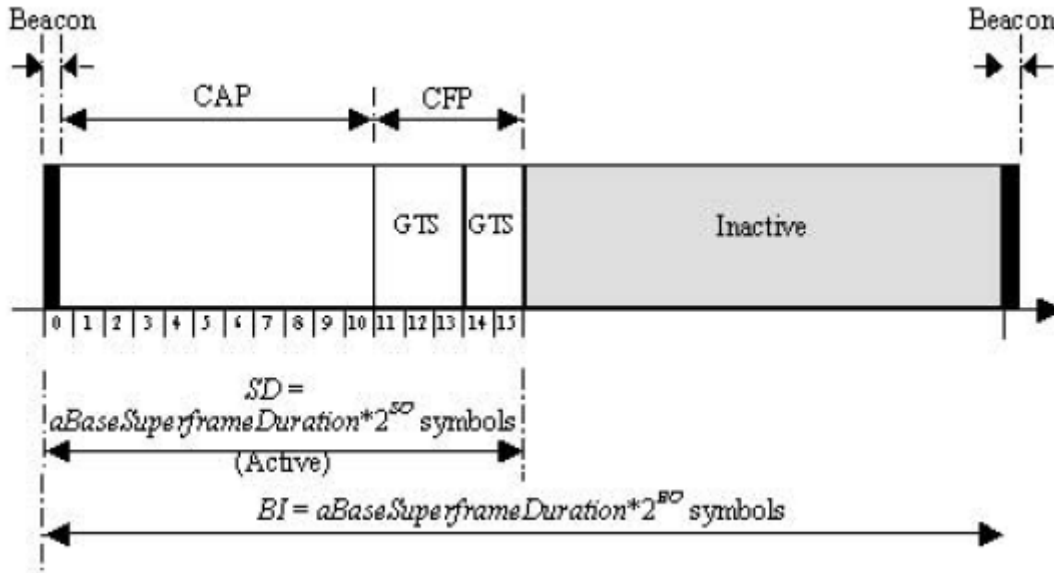 Beacon Beacon
CAP CFP
GTS GTS Inactive
0 1 2 3 4 5 6 7 8 9 10 11 12 13 14 15
SD =
aBaseSuperframeDuration*2^SO symbols
(Active)
BI = aBaseSuperframeDuration*2^BO symbols